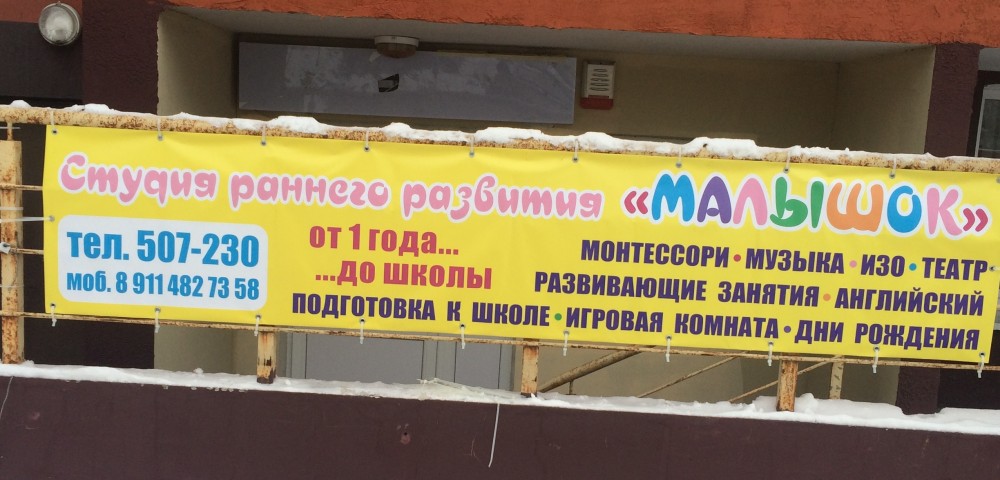 Студия раннего развития «МАЛЫШОК»
тел. 507-230
моб. 8 911 482 73 58
от 1 года...
...до школы
МОНТЕССОРИ • МУЗЫКА • ИЗО • ТЕАТР
РАЗВИВАЮЩИЕ ЗАНЯТИЯ • АНГЛИЙСКИЙ
ПОДГОТОВКА К ШКОЛЕ • ИГРОВАЯ КОМНАТА • ДНИ РОЖДЕНИЯ